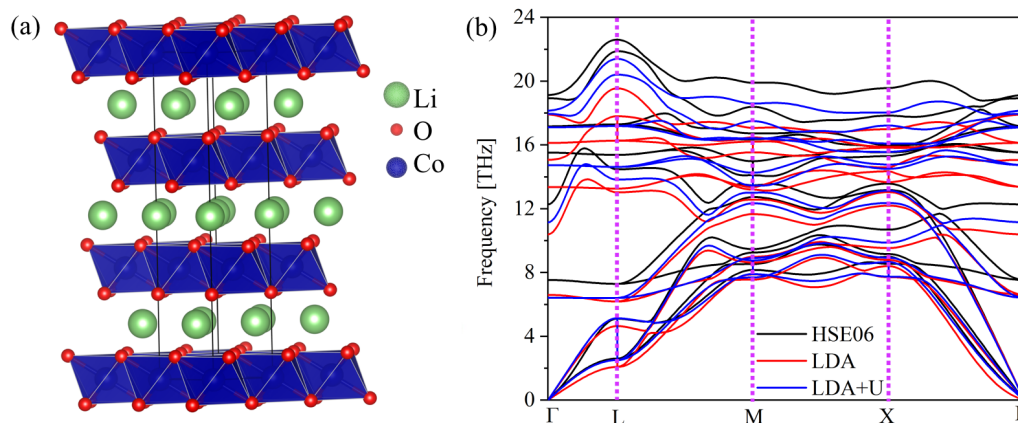 (a)
Li
O
Co
(b)
Frequency [THz]
24
20
16
12
8
4
0
HSE06
LDA
LDA+U
Γ L M X Γ